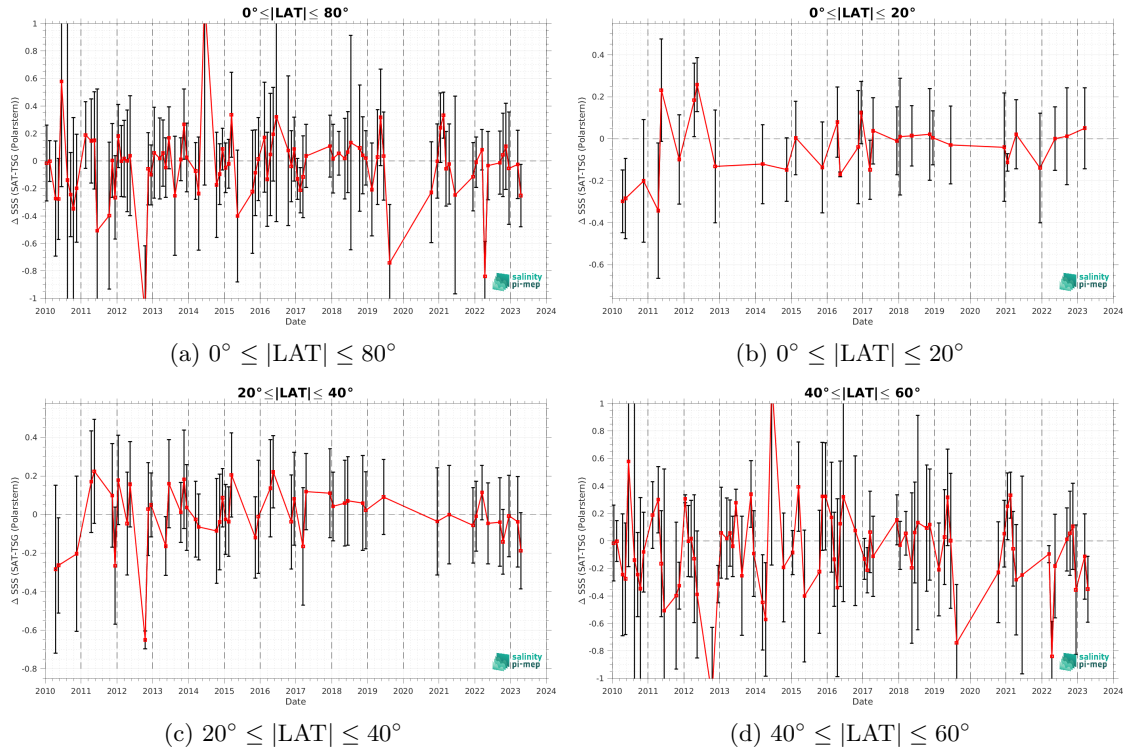 0°≤|LAT|≤ 80°
Δ SSS (SAT-TSG (Polarstern))
1
0.8
0.6
0.4
0.2
0
-0.2
-0.4
-0.6
-0.8
-1
2010 2011 2012 2013 2014 2015 2016 2017 2018 2019 2020 2021 2022 2023 2024
Date
salinity
pi-mep
(a) 0° ≤ |LAT| ≤ 80°
0°≤|LAT|≤ 20°
Δ SSS (SAT-TSG (Polarstern))
0.4
0.2
0
-0.2
-0.4
-0.6
2010 2011 2012 2013 2014 2015 2016 2017 2018 2019 2020 2021 2022 2023 2024
Date
salinity
pi-mep
(b) 0° ≤ |LAT| ≤ 20°
20°≤|LAT|≤ 40°
Δ SSS (SAT-TSG (Polarstern))
0.4
0.2
0
-0.2
-0.4
-0.6
-0.8
2010 2011 2012 2013 2014 2015 2016 2017 2018 2019 2020 2021 2022 2023 2024
Date
salinity
pi-mep
(c) 20° ≤ |LAT| ≤ 40°
40°≤|LAT|≤ 60°
Δ SSS (SAT-TSG (Polarstern))
1
0.8
0.6
0.4
0.2
0
-0.2
-0.4
-0.6
-0.8
-1
2010 2011 2012 2013 2014 2015 2016 2017 2018 2019 2020 2021 2022 2023 2024
Date
salinity
pi-mep
(d) 40° ≤ |LAT| ≤ 60°